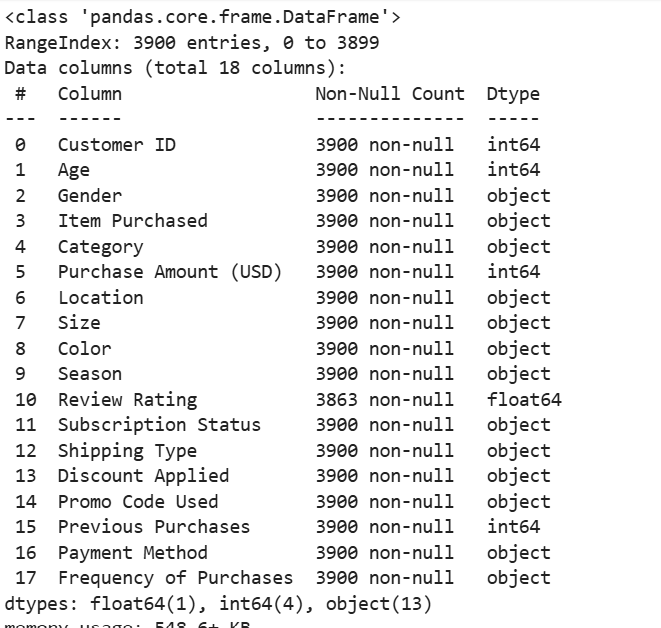 <class 'pandas.core.frame.DataFrame'>
RangeIndex: 3900 entries, 0 to 3899
Data columns (total 18 columns):
 #   Column                  Non-Null Count  Dtype
---  ------                  --------------  -----
 0   Customer ID             3900 non-null   int64
 1   Age                     3900 non-null   int64
 2   Gender                  3900 non-null   object
 3   Item Purchased          3900 non-null   object
 4   Category                3900 non-null   object
 5   Purchase Amount (USD)   3900 non-null   int64
 6   Location                3900 non-null   object
 7   Size                    3900 non-null   object
 8   Color                   3900 non-null   object
 9   Season                  3900 non-null   object
 10  Review Rating           3863 non-null   float64
 11  Subscription Status     3900 non-null   object
 12  Shipping Type           3900 non-null   object
 13  Discount Applied        3900 non-null   object
 14  Promo Code Used         3900 non-null   object
 15  Previous Purchases      3900 non-null   int64
 16  Payment Method          3900 non-null   object
 17  Frequency of Purchases  3900 non-null   object
dtypes: float64(1), int64(4), object(13)
memory usage: 548.6+ KB